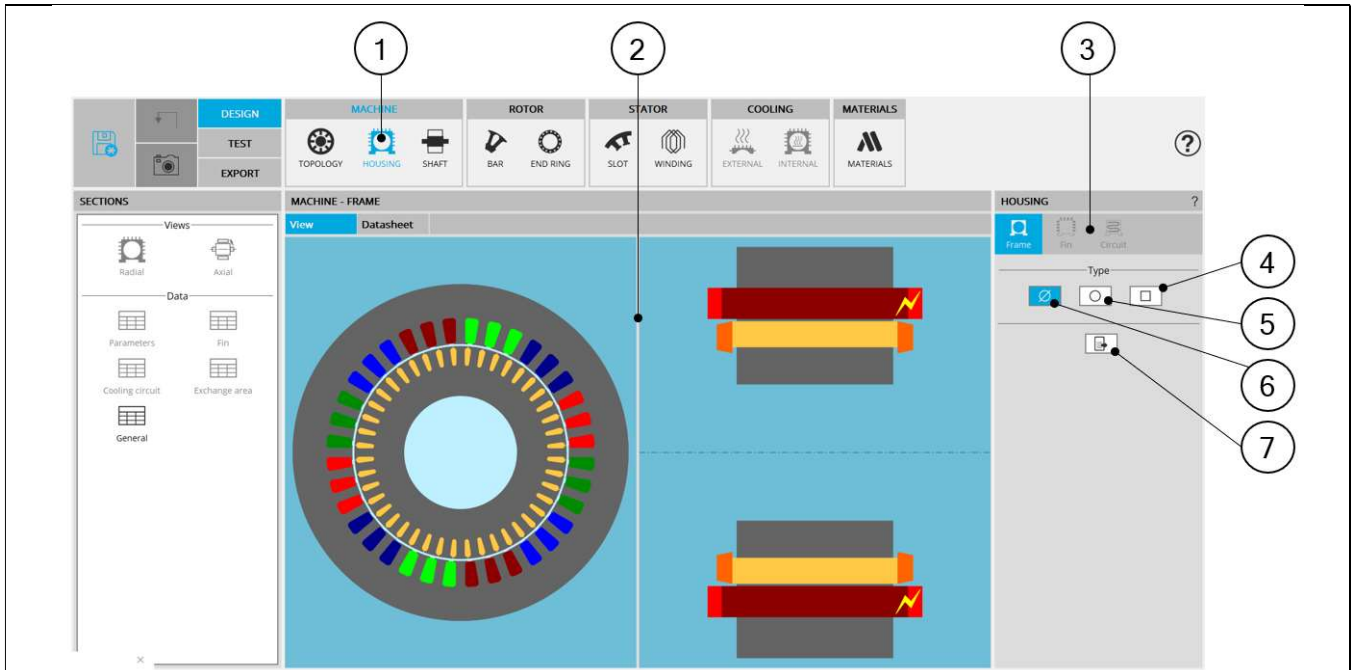 1 2 3
DESIGN MACHINE ROTOR STATOR COOLING MATERIALS
TEST
TOPOLOGY HOUSING SHAFT BAR END RING SLOT WINDING EXTERNAL INTERNAL MATERIALS
?
EXPORT
SECTIONS MACHINE - FRAME HOUSING ?
Views View Datasheet
Frame Fin Circuit
Radial Axial
Type
4
Data
5
Parameters Fin
6
Cooling circuit Exchange area
7
General